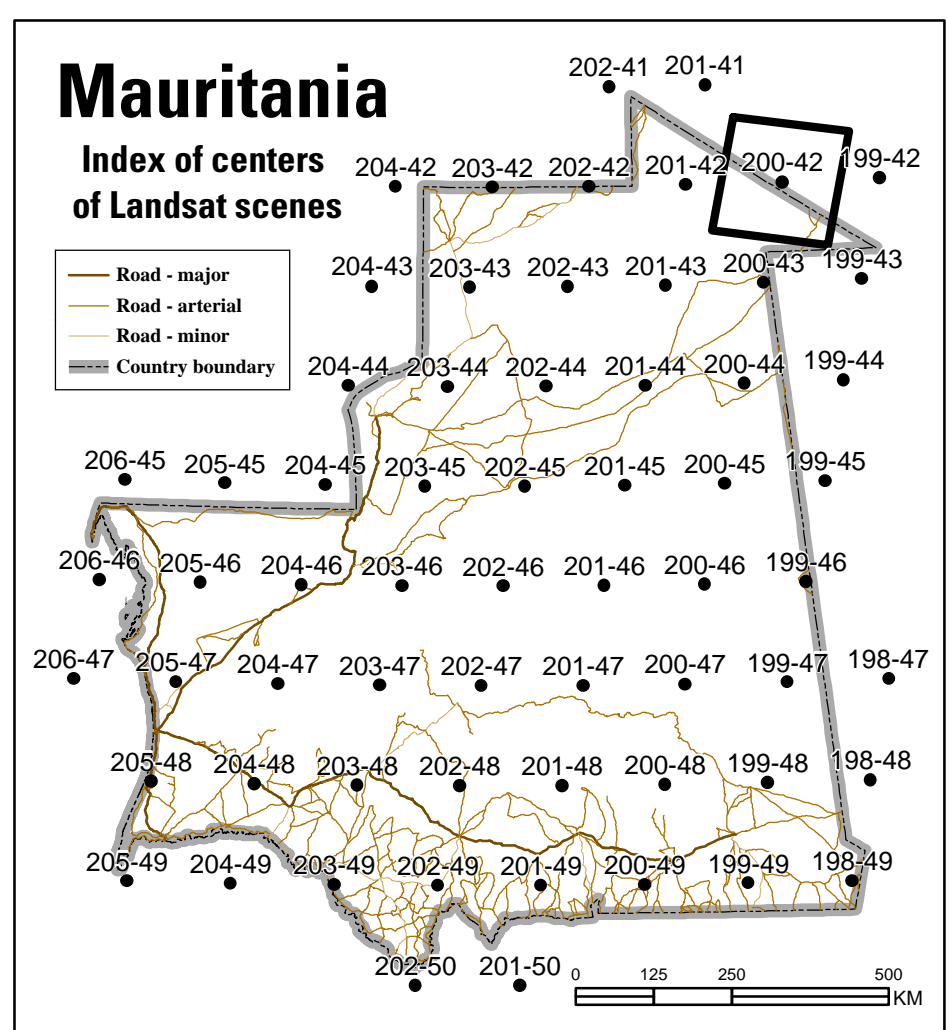 Mauritania
Index of centers
of Landsat scenes
Road - major
Road - arterial
Road - minor
Country boundary
202-41 201-41
204-42 203-42 202-42 201-42 200-42 199-42
204-43 203-43 202-43 201-43 200-43 199-43
204-44 203-44 202-44 201-44 200-44 199-44
206-45 205-45 204-45 203-45 202-45 201-45 200-45 199-45
206-46 205-46 204-46 203-46 202-46 201-46 200-46 199-46
206-47 205-47 204-47 203-47 202-47 201-47 200-47 199-47 198-47
205-48 204-48 203-48 202-48 201-48 200-48 199-48 198-48
205-49 204-49 203-49 202-49 201-49 200-49 199-49 198-49
202-50 201-50
0 125 250 500
KM